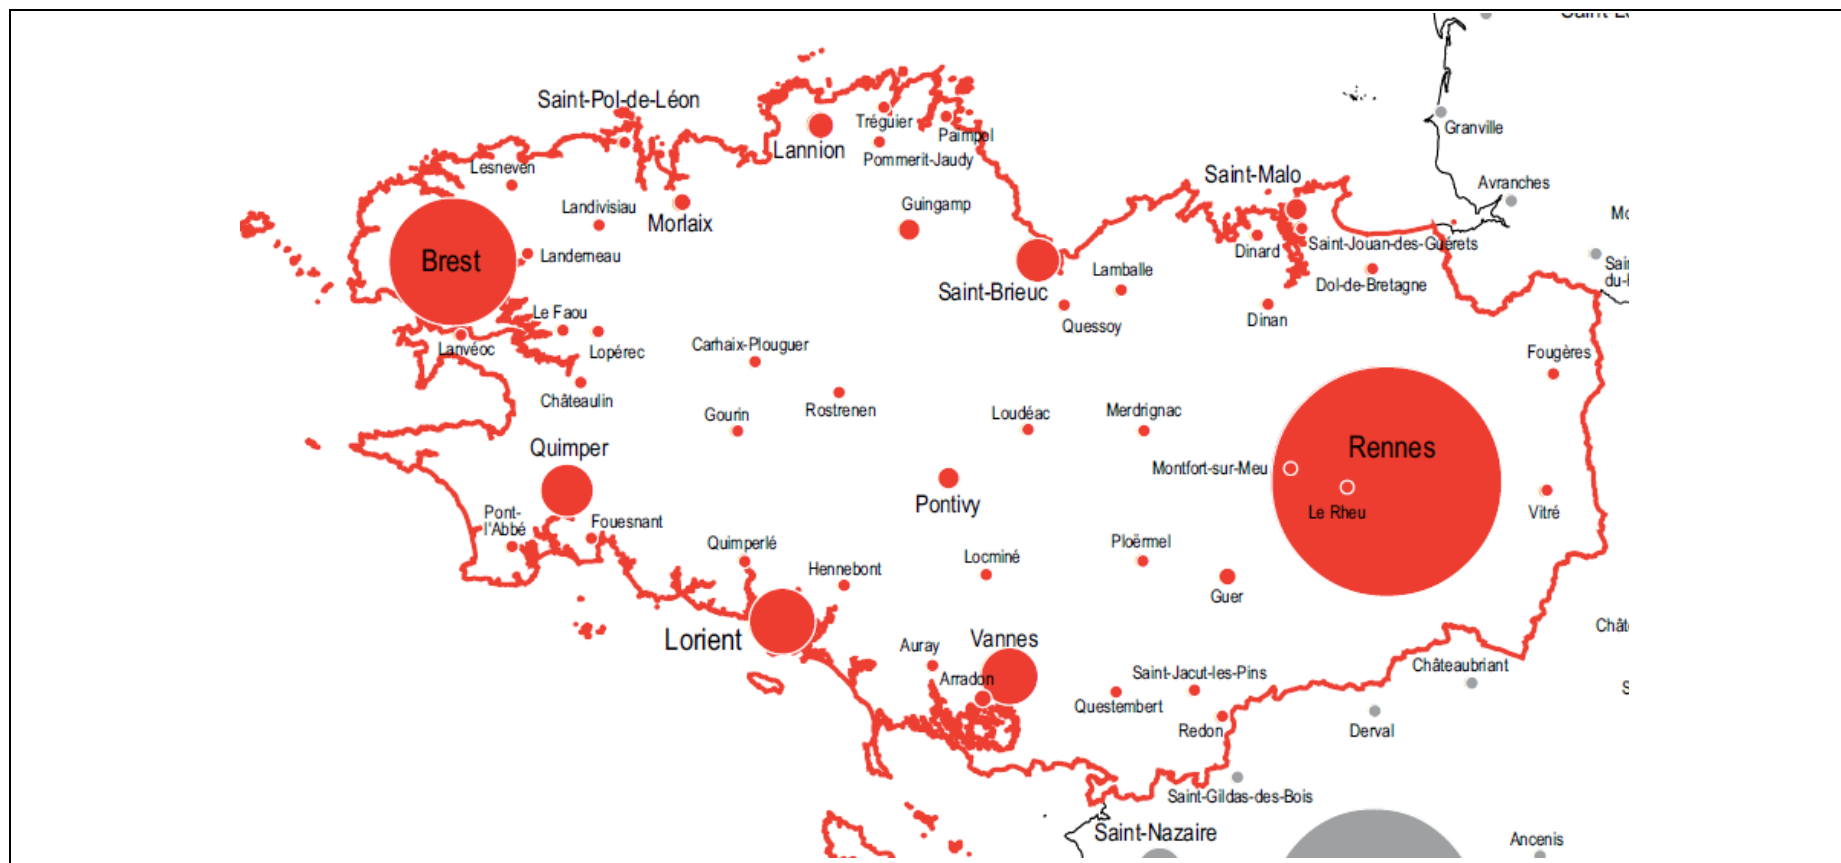 Saint-Pol-de-Léon
Tréguier
Paimpol
Granville
Lannion
Pommerit-Jaudy
Lesneven
Saint-Malo
Avranches
Landivisiau
Morlaix
Guingamp
Dinard
Saint-Jouan-des-Guérets
Brest
Landerneau
Lamballe
Dol-de-Bretagne
Saint-Brieuc
Le Faou
Quessoy
Dinan
Lanvéoc
Lopérec
Carhaix-Plouguer
Fougères
Châteaulin
Gourin
Rostrenen
Loudéac
Merdrignac
Quimper
Rennes
Montfort-sur-Meu
Pontivy
Le Rheu
Vitré
Pont-
l'Abbé
Fouesnant
Quimperlé
Hennebont
Locminé
Ploërmel
Guer
Lorient
Auray
Vannes
Arradon
Saint-Jacut-les-Pins
Châteaubriant
Questembert
Redon
Derval
Saint-Gildas-des-Bois
Saint-Nazaire
Ancenis